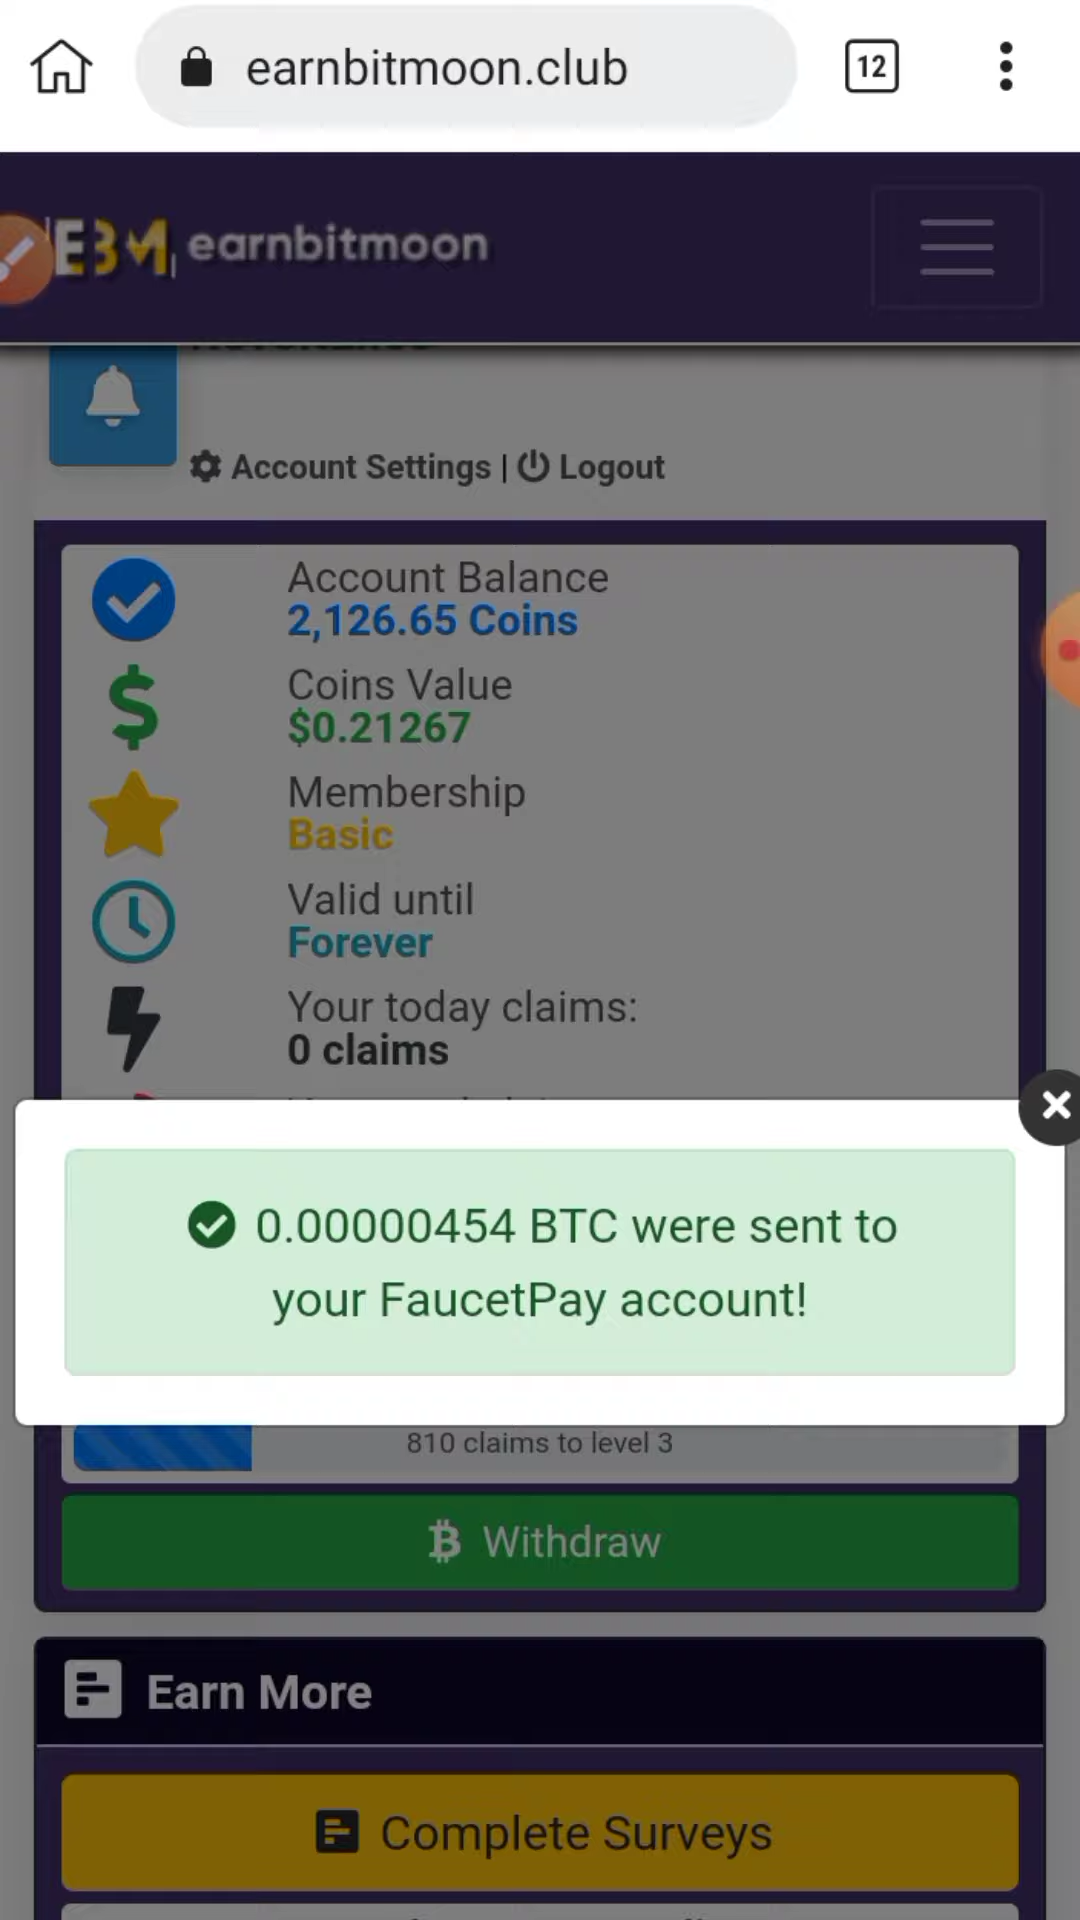 earnbitmoon.club
12
EBM earnbitmoon
Account Settings | Logout
Account Balance
2,126.65 Coins
Coins Value
$0.21267
Membership
Basic
Valid until
Forever
Your today claims:
0 claims
0.00000454 BTC were sent to
your FaucetPay account!
810 claims to level 3
Withdraw
Earn More
Complete Surveys